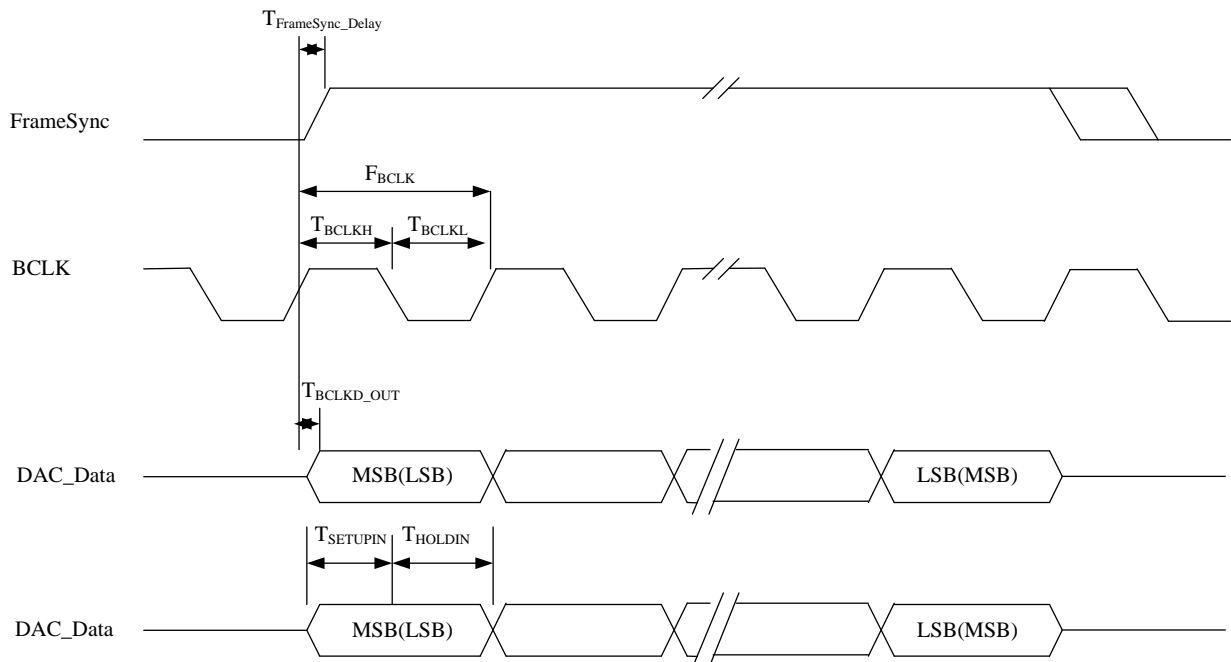 TFrameSync_Delay
FrameSync
FBCLK
TBCLKH TBCLKL
BCLK
TBCLKD_OUT
DAC_Data MSB(LSB) LSB(MSB)
TSETUPIN THOLDIN
DAC_Data MSB(LSB) LSB(MSB)